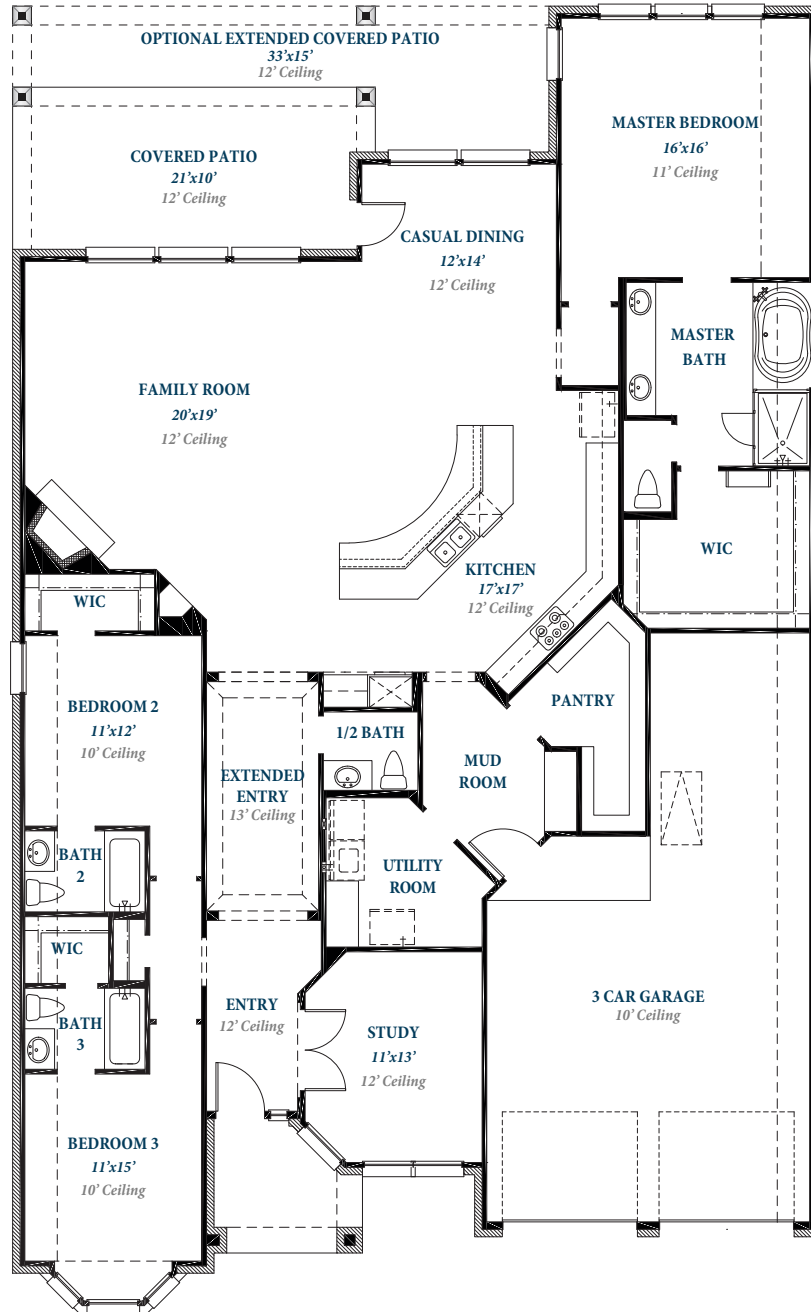 OPTIONAL EXTENDED COVERED PATIO
33'x15'
12' Ceiling
MASTER BEDROOM
16'x16'
11' Ceiling
COVERED PATIO
21'x10'
12' Ceiling
CASUAL DINING
12'x14'
12' Ceiling
MASTER
BATH
FAMILY ROOM
20'x19'
12' Ceiling
WIC
KITCHEN
17'x17'
12' Ceiling
WIC
BEDROOM 2
11'x12'
10' Ceiling
PANTRY
1/2 BATH
MUD
ROOM
EXTENDED
ENTRY
13' Ceiling
BATH
2
UTILITY
ROOM
WIC
ENTRY
12' Ceiling
3 CAR GARAGE
10' Ceiling
BATH
3
STUDY
11'x13'
12' Ceiling
BEDROOM 3
11'x15'
10' Ceiling